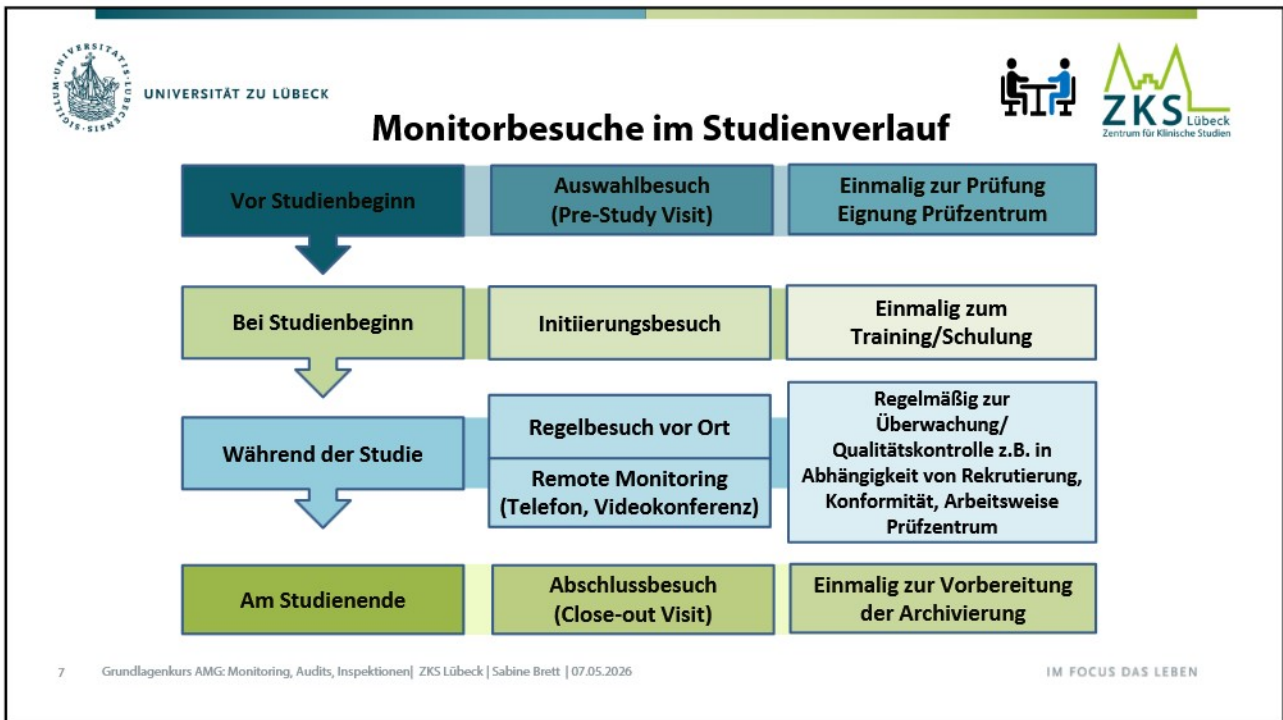 SIGILLUM·UNIVERSITATIS·LUBECENSIS·
UNIVERSITÄT ZU LÜBECK
ZKS Lübeck
Zentrum für Klinische Studien
Monitorbesuche im Studienverlauf
Vor Studienbeginn
Auswahlbesuch
(Pre-Study Visit)
Einmalig zur Prüfung
Eignung Prüfzentrum
Bei Studienbeginn
Initiierungsbesuch
Einmalig zum
Training/Schulung
Während der Studie
Regelbesuch vor Ort
Remote Monitoring
(Telefon, Videokonferenz)
Regelmäßig zur
Überwachung/
Qualitätskontrolle z.B. in
Abhängigkeit von Rekrutierung,
Konformität, Arbeitsweise
Prüfzentrum
Am Studienende
Abschlussbesuch
(Close-out Visit)
Einmalig zur Vorbereitung
der Archivierung
7 Grundlagenkurs AMG: Monitoring, Audits, Inspektionen| ZKS Lübeck | Sabine Brett | 07.05.2026
IM FOCUS DAS LEBEN